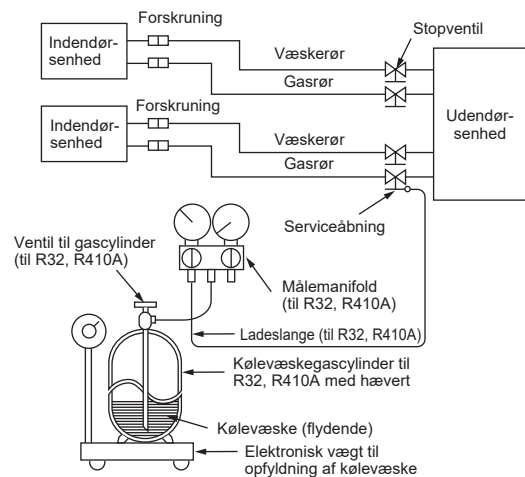 Forskruning
Stopventil
Indendør-
senhed
Væskerør
Gasrør
Forskruning
Indendør-
senhed
Væskerør
Gasrør
Udendør-
senhed
Serviceåbning
Ventil til gascylinder
(til R32, R410A)
Målemanifold
(til R32, R410A)
Ladeslange (til R32, R410A)
Kølevæskegascylinder til
R32, R410A med hævert
Kølevæske (flydende)
Elektronisk vægt til
opfyldning af kølevæske